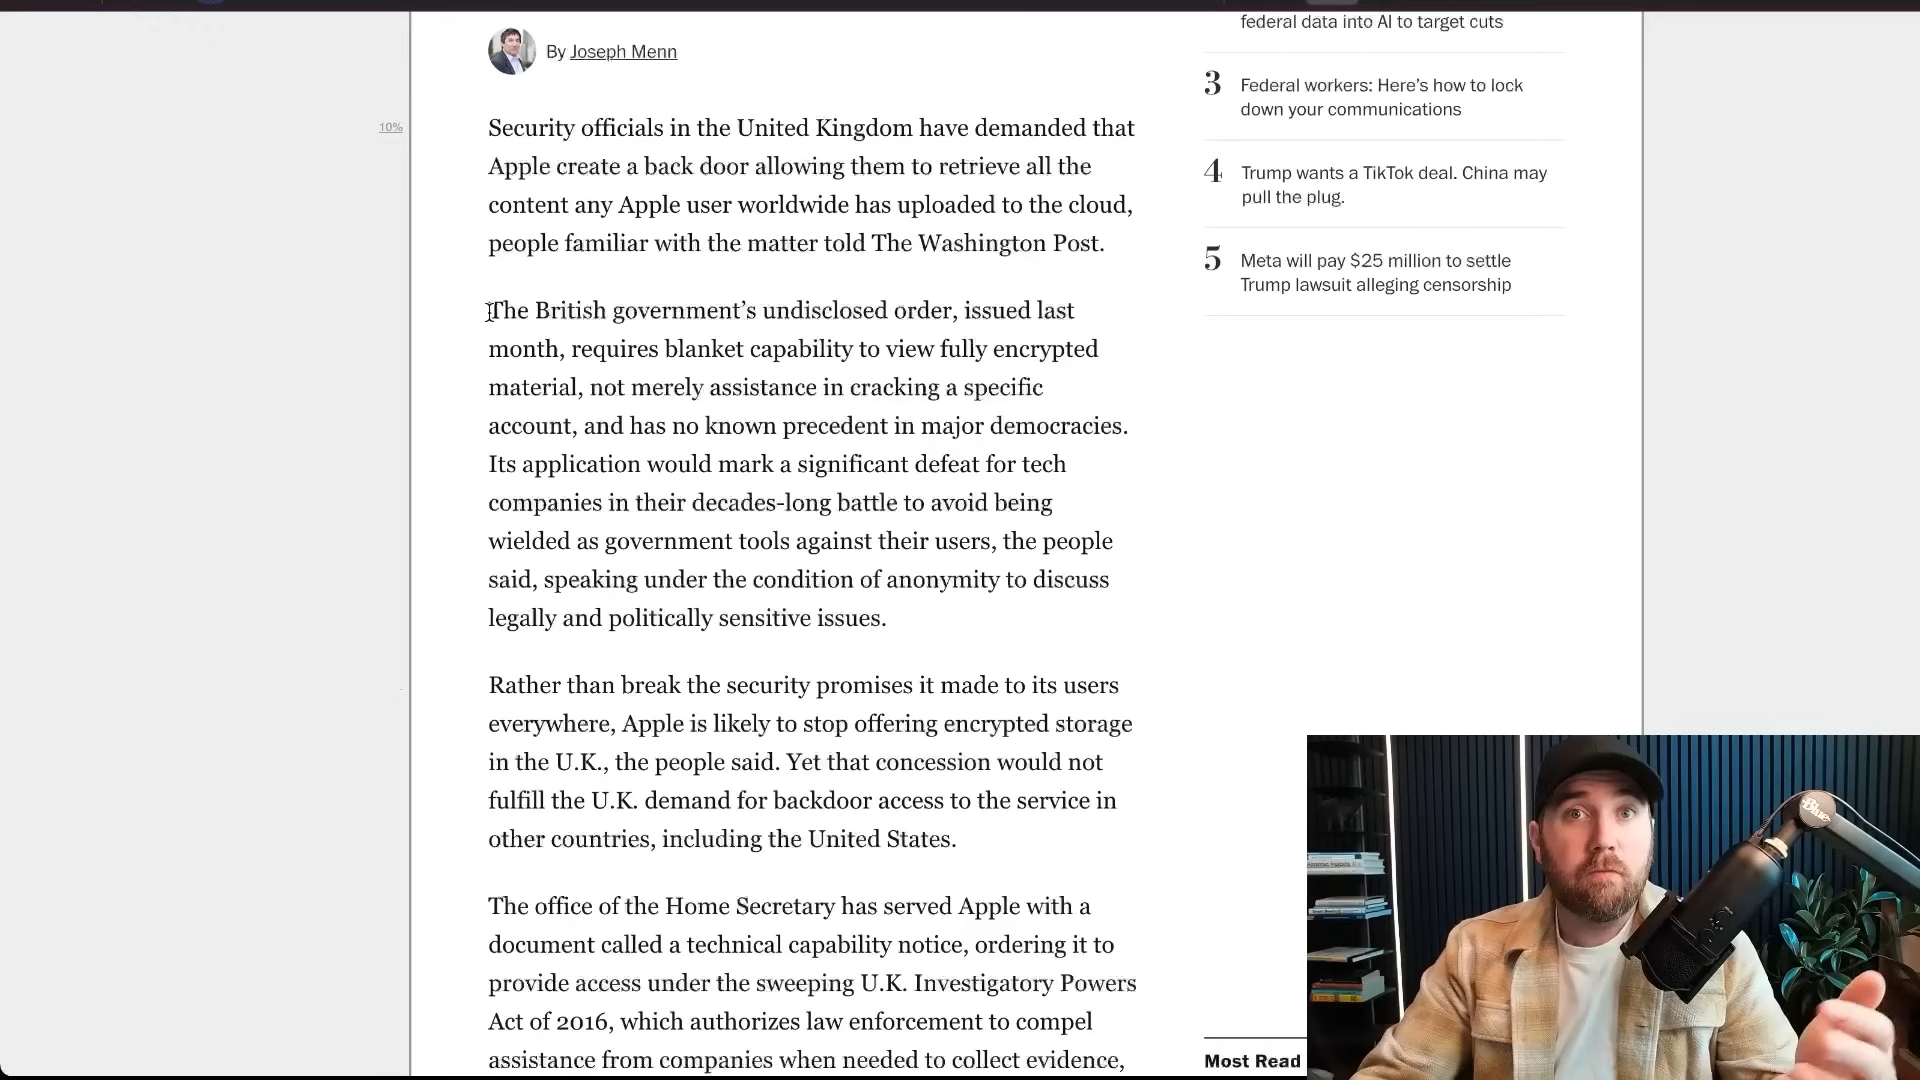 By Joseph Menn
10%
Security officials in the United Kingdom have demanded that
Apple create a back door allowing them to retrieve all the
content any Apple user worldwide has uploaded to the cloud,
people familiar with the matter told The Washington Post.
The British government’s undisclosed order, issued last
month, requires blanket capability to view fully encrypted
material, not merely assistance in cracking a specific
account, and has no known precedent in major democracies.
Its application would mark a significant defeat for tech
companies in their decades-long battle to avoid being
wielded as government tools against their users, the people
said, speaking under the condition of anonymity to discuss
legally and politically sensitive issues.
Rather than break the security promises it made to its users
everywhere, Apple is likely to stop offering encrypted storage
in the U.K., the people said. Yet that concession would not
fulfill the U.K. demand for backdoor access to the service in
other countries, including the United States.
The office of the Home Secretary has served Apple with a
document called a technical capability notice, ordering it to
provide access under the sweeping U.K. Investigatory Powers
Act of 2016, which authorizes law enforcement to compel
assistance from companies when needed to collect evidence,
federal data into AI to target cuts
3
Federal workers: Here’s how to lock
down your communications
4
Trump wants a TikTok deal. China may
pull the plug.
5
Meta will pay $25 million to settle
Trump lawsuit alleging censorship
Most Read
Blue